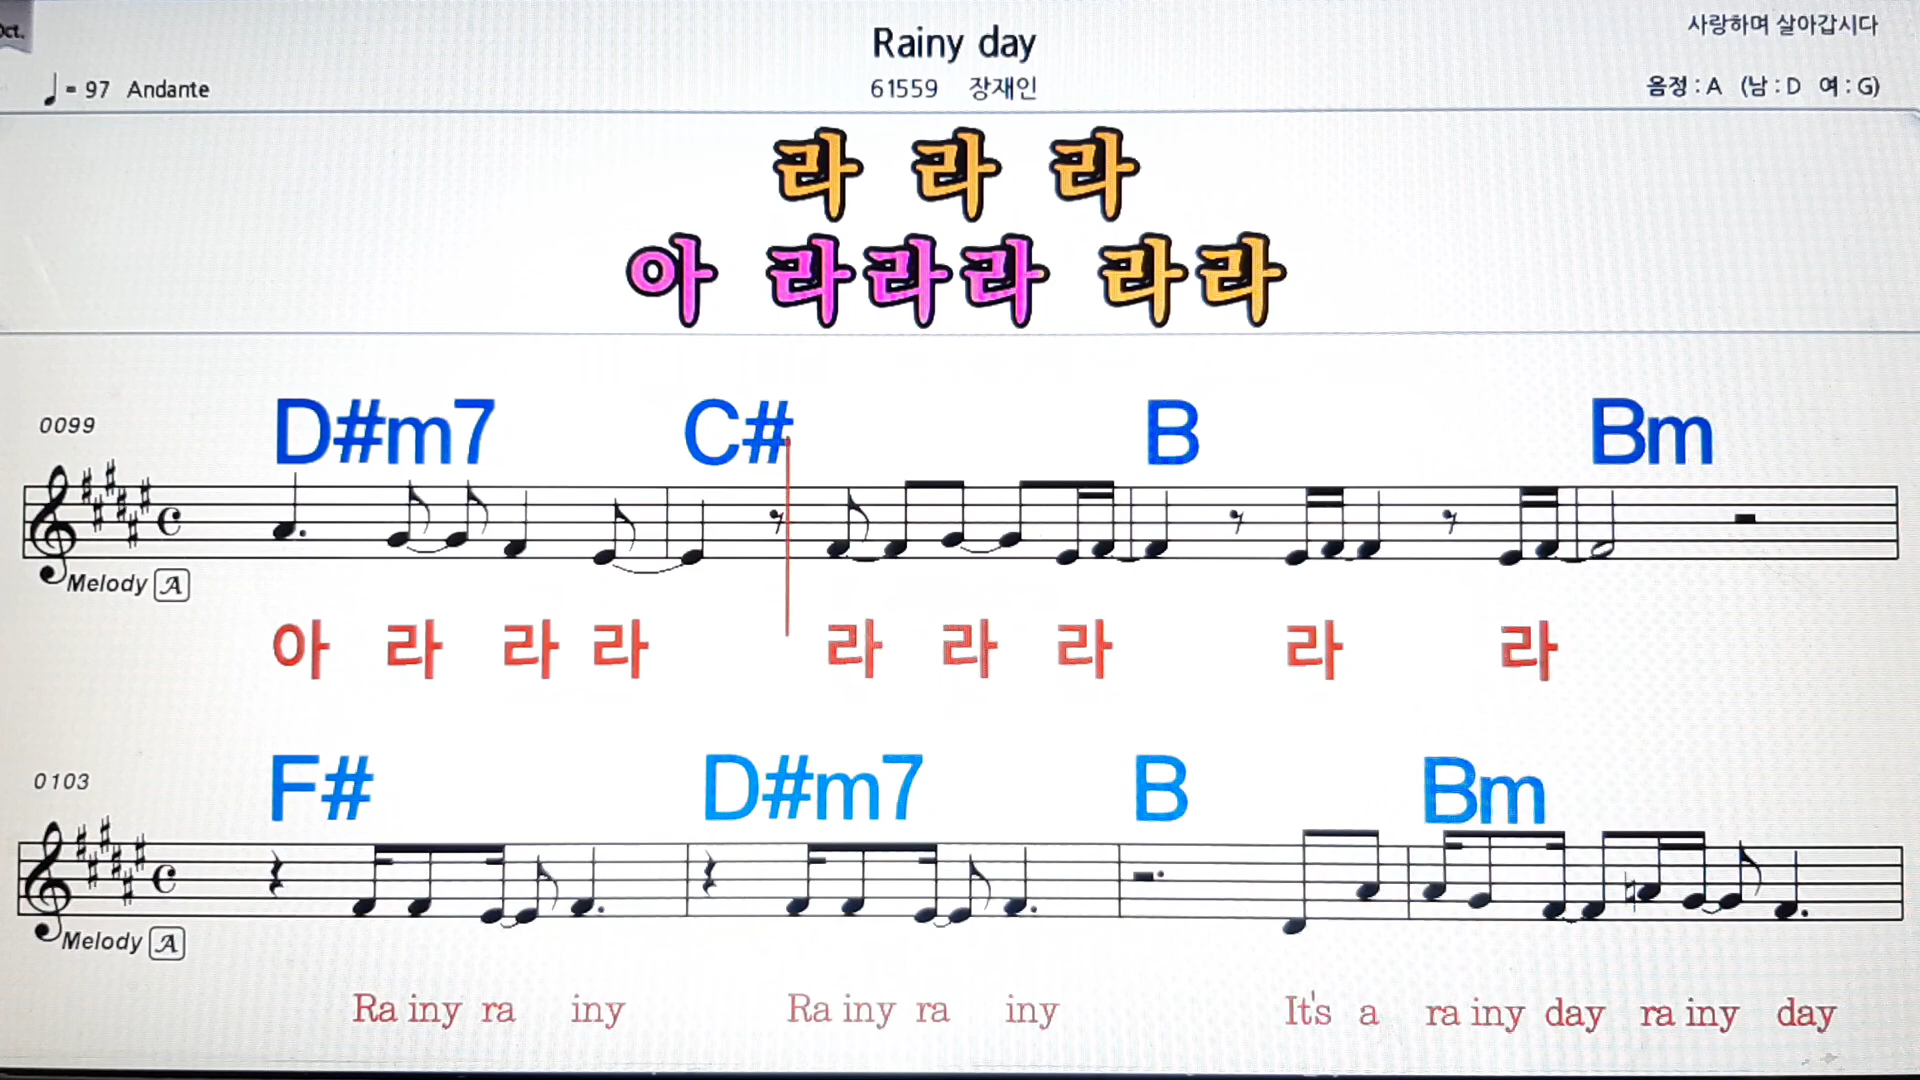 Oct.
Rainy day
사랑하며 살아갑시다
♩= 97 Andante
61559 장재인
음정 : A (남 : D 여 : G)
라 라 라
아 라라라 라라
0099
D#m7 C# B Bm
Melody A
아 라 라 라 라 라 라 라 라
0103
F# D#m7 B Bm
Melody A
Ra iny ra iny Ra iny ra iny It's a ra iny day ra iny day